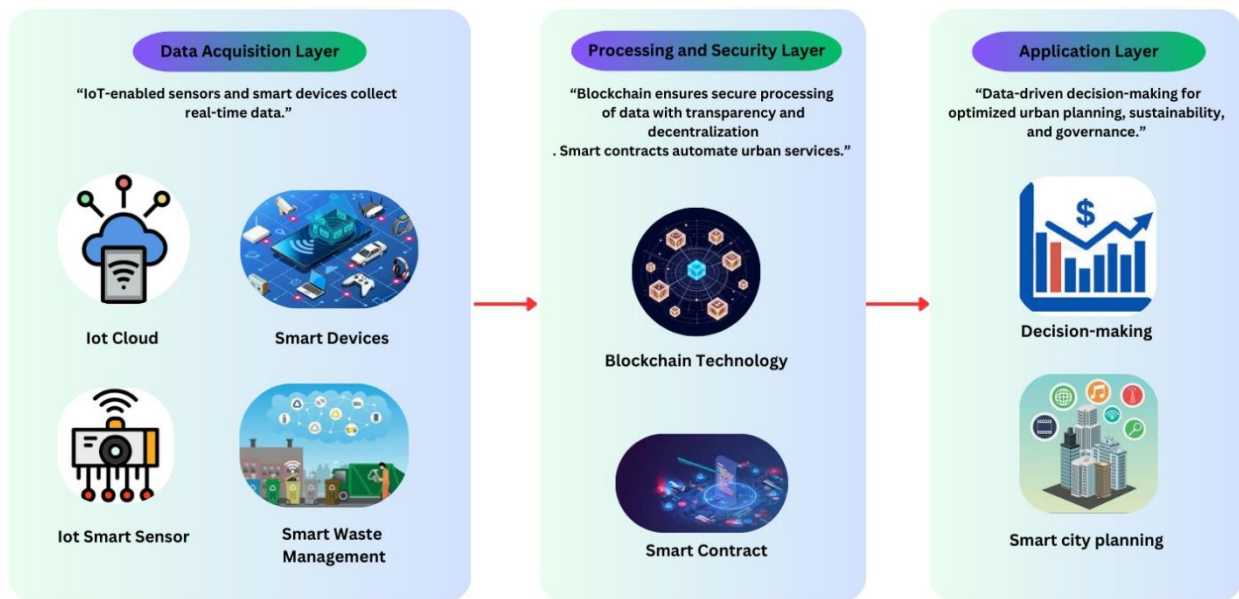 Data Acquisition Layer
“IoT-enabled sensors and smart devices collect
real-time data.”
Iot Cloud
Smart Devices
Iot Smart Sensor
Smart Waste
Management
Processing and Security Layer
“Blockchain ensures secure processing
of data with transparency and
decentralization
. Smart contracts automate urban services.”
Blockchain Technology
Smart Contract
Application Layer
“Data-driven decision-making for
optimized urban planning, sustainability,
and governance.”
$
Decision-making
Smart city planning